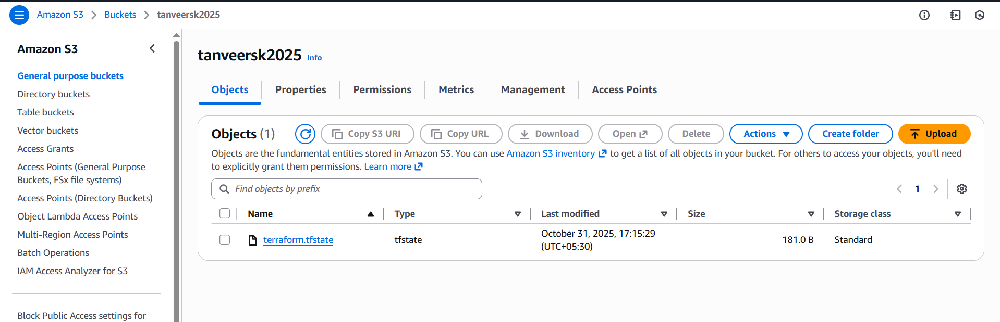 Amazon S3 > Buckets > tanveersk2025
Amazon S3
General purpose buckets
Directory buckets
Table buckets
Vector buckets
Access Grants
Access Points (General Purpose
Buckets, FSx file systems)
Access Points (Directory Buckets)
Object Lambda Access Points
Multi-Region Access Points
Batch Operations
IAM Access Analyzer for S3
Block Public Access settings for
tanveersk2025 Info
Objects Properties Permissions Metrics Management Access Points
Objects (1) Copy S3 URI Copy URL Download Open Delete Actions Create folder Upload
Objects are the fundamental entities stored in Amazon S3. You can use Amazon S3 inventory to get a list of all objects in your bucket. For others to access your objects, you'll need
to explicitly grant them permissions. Learn more
Find objects by prefix
1
Name Type Last modified Size Storage class
terraform.tfstate tfstate October 31, 2025, 17:15:29 181.0 B Standard
(UTC+05:30)